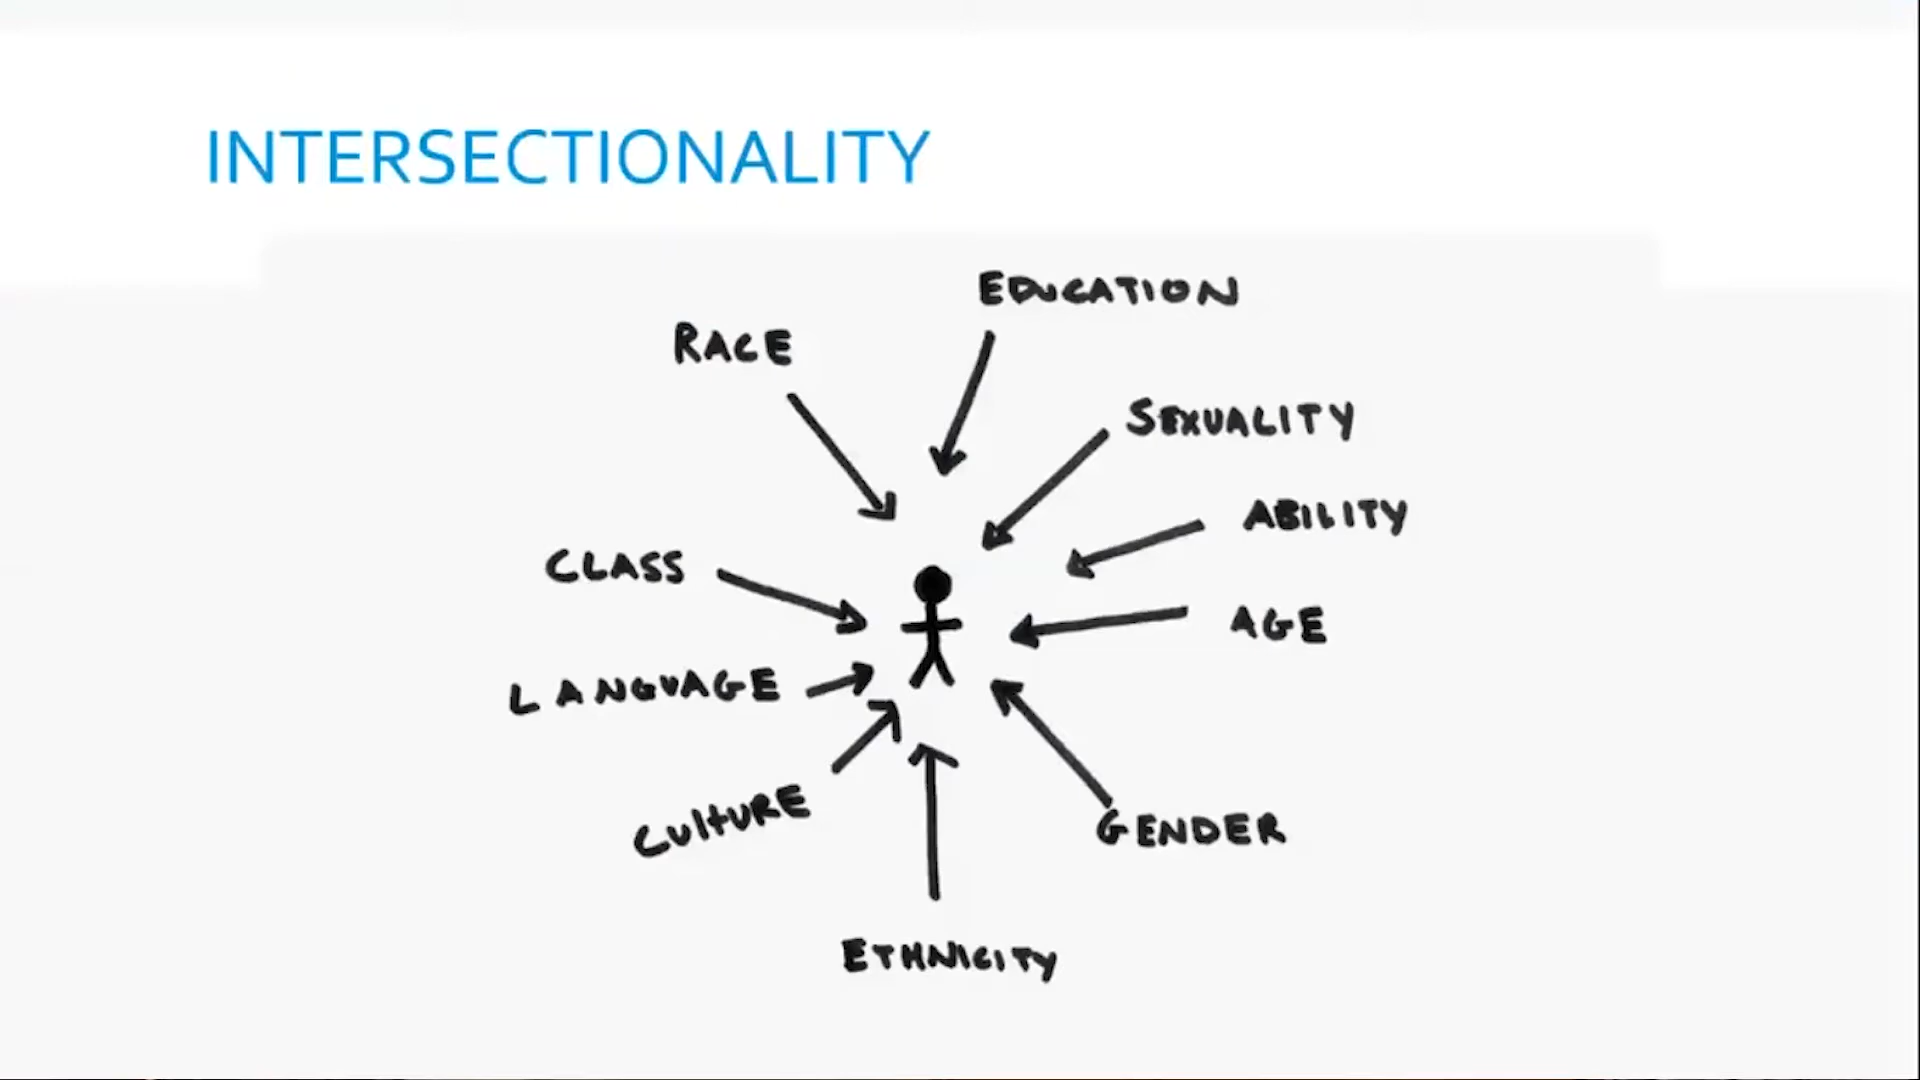 INTERSECTIONALITY
EDUCATION
RACE
SEXUALITY
ABILITY
CLASS
AGE
LANGUAGE
CULTURE
GENDER
ETHNICITY